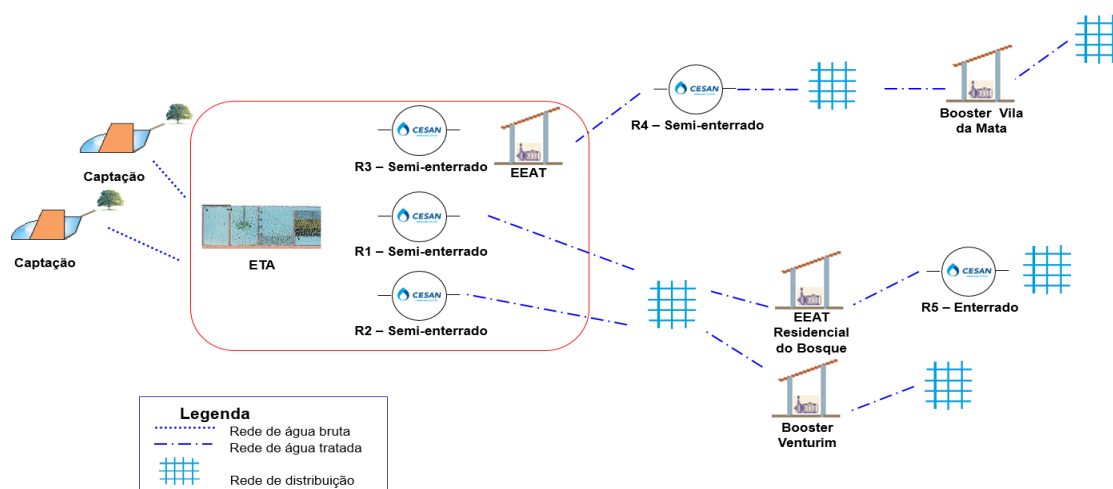 CESAN
R4 – Semi-enterrado
Booster Vila
da Mata
Captação
CESAN
R3 – Semi-enterrado
EEAT
Captação
ETA
CESAN
R1 – Semi-enterrado
CESAN
R2 – Semi-enterrado
EEAT
Residencial
do Bosque
CESAN
R5 – Enterrado
Booster
Venturim
Legenda
Rede de água bruta
Rede de água tratada
Rede de distribuição